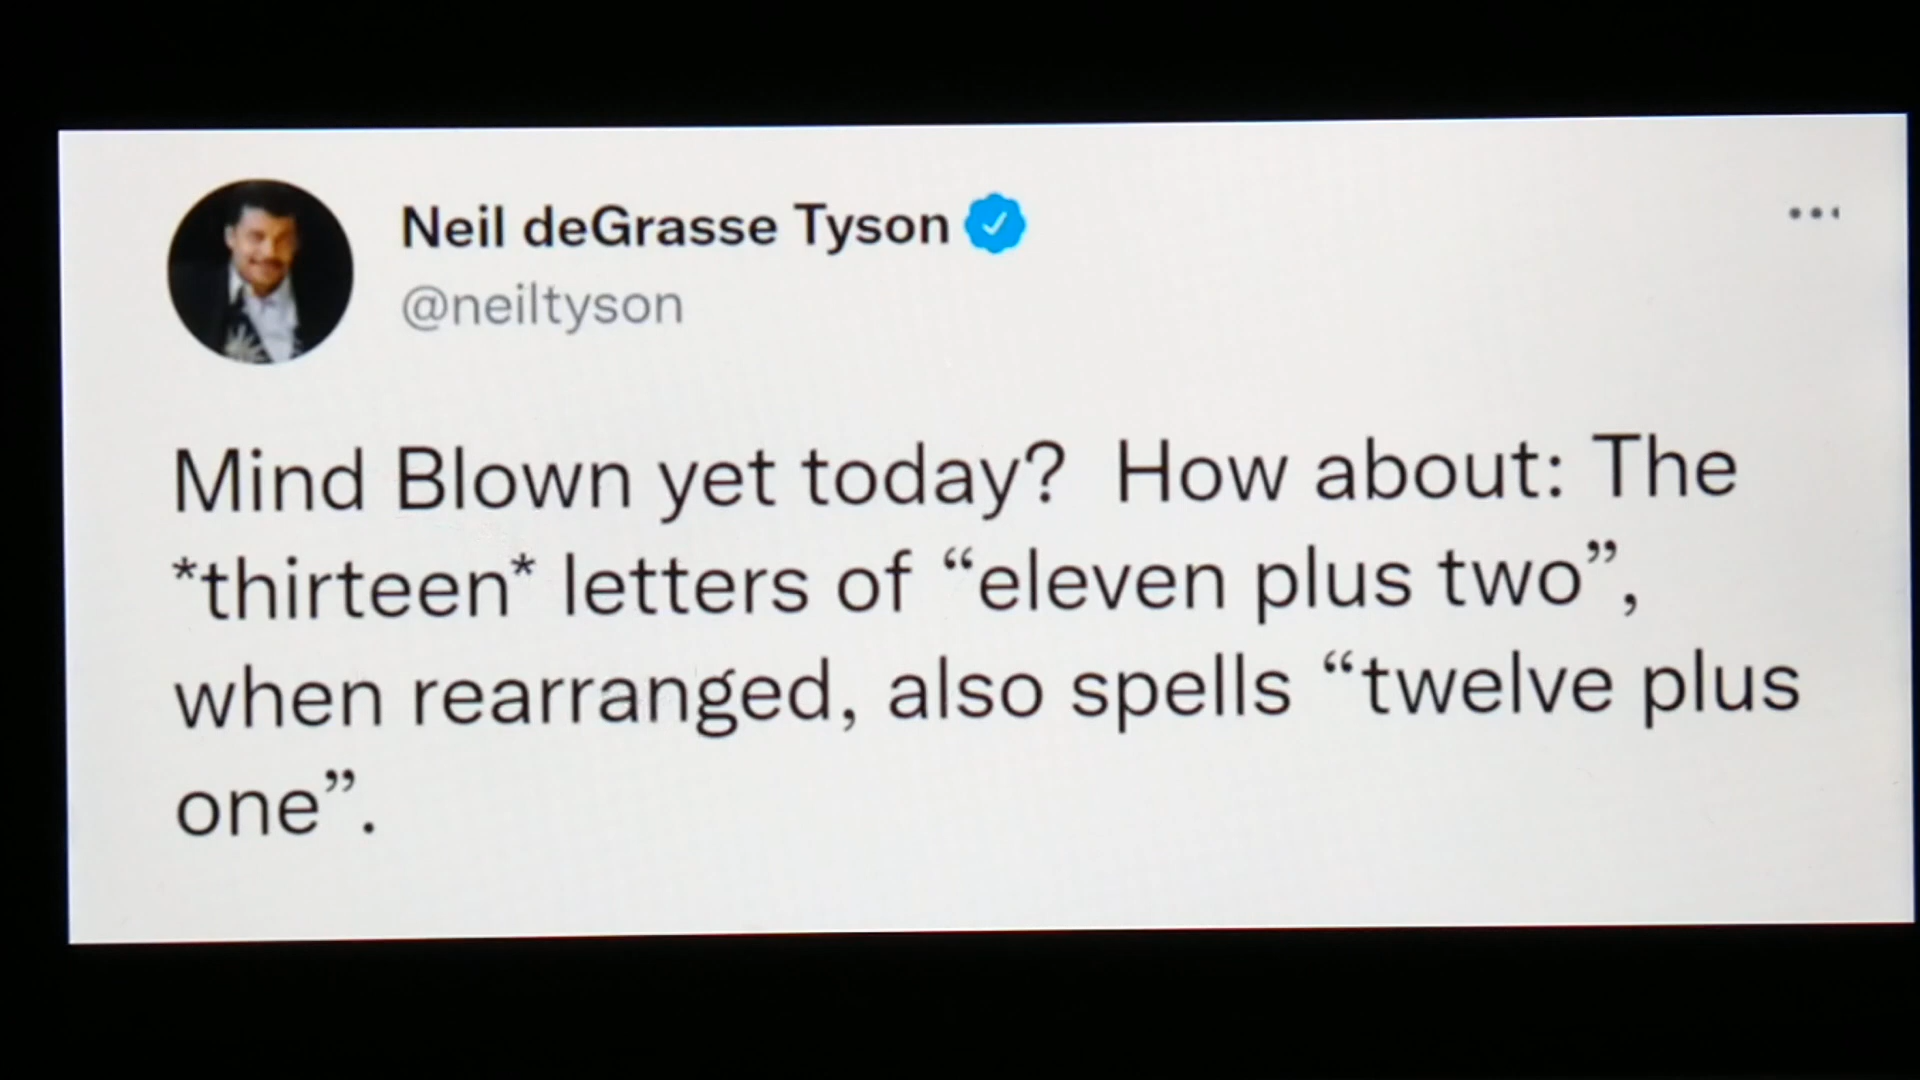 Neil deGrasse Tyson
@neiltyson
Mind Blown yet today?  How about: The
*thirteen* letters of “eleven plus two”,
when rearranged, also spells “twelve plus
one”.